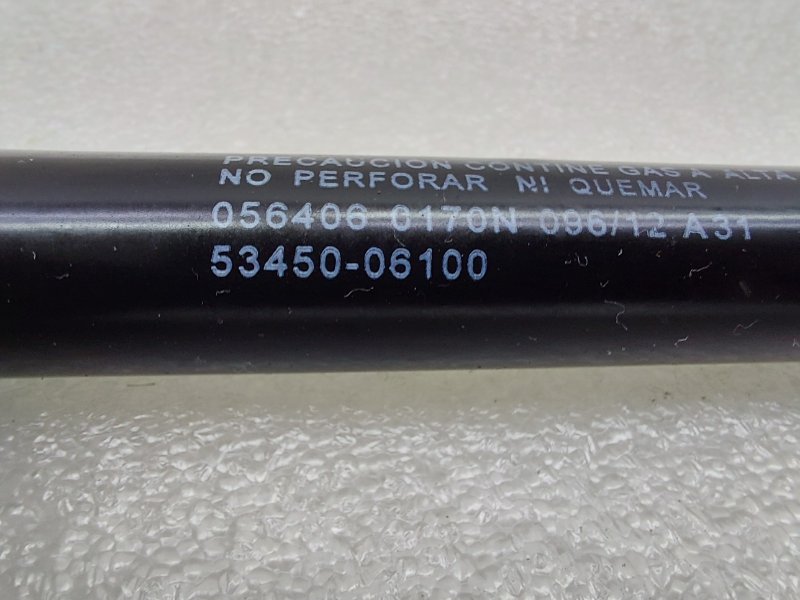 PRECAUCION CONTINE GAS A ALTA
NO PERFORAR NI QUEMAR
056406 0170N 096/12 A31
53450-06100